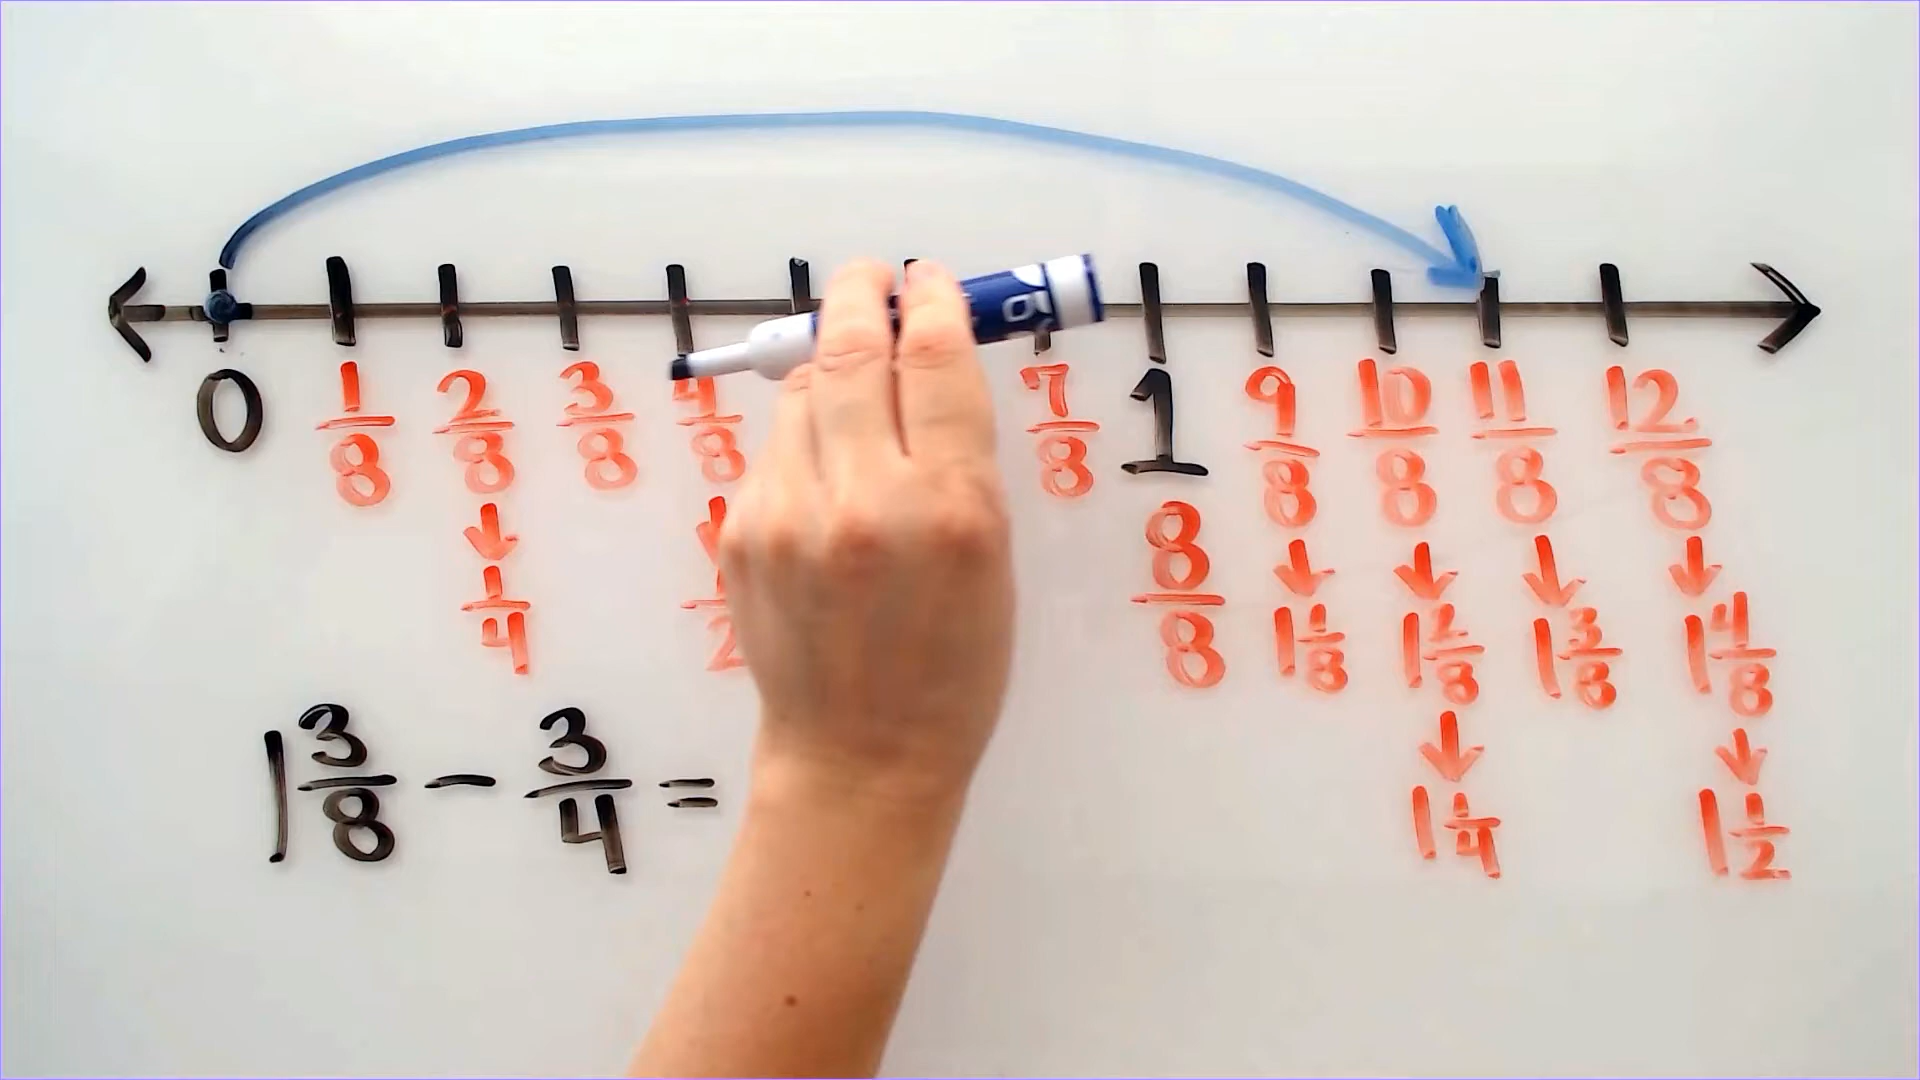 0 1/8 2/8 3/8 4/8 7/8 1 9/8 10/8 11/8 12/8
1/4 8/8 1 1/8 1 2/8 1 3/8 1 4/8
1 1/4 1 1/2
1 3/8 - 3/4 =